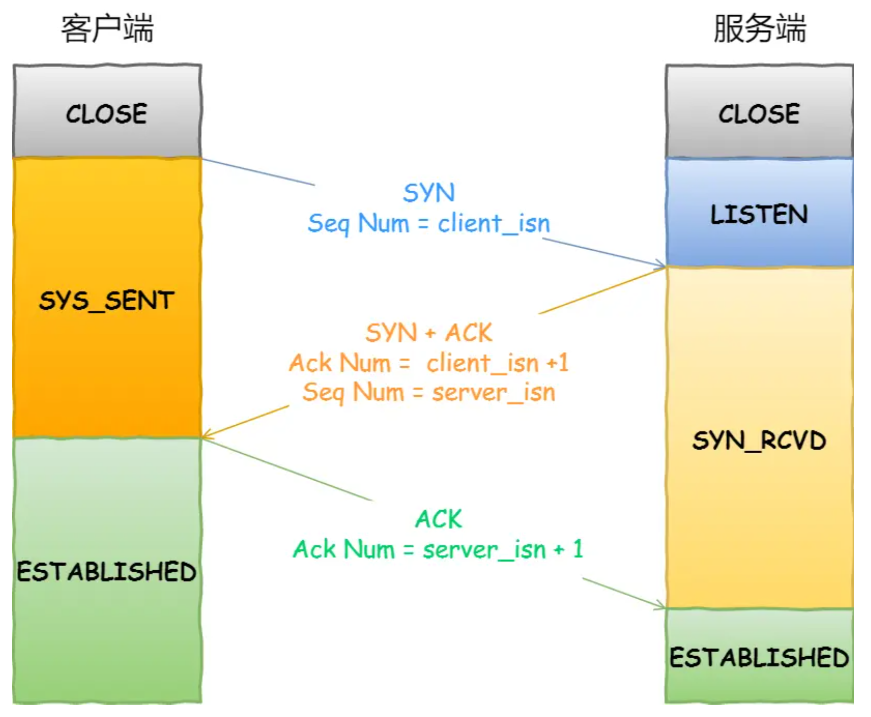 客户端
服务端
CLOSE
CLOSE
SYN
Seq Num = client_isn
LISTEN
SYS_SENT
SYN + ACK
Ack Num = client_isn +1
Seq Num = server_isn
SYN_RCVD
ACK
Ack Num = server_isn + 1
ESTABLISHED
ESTABLISHED